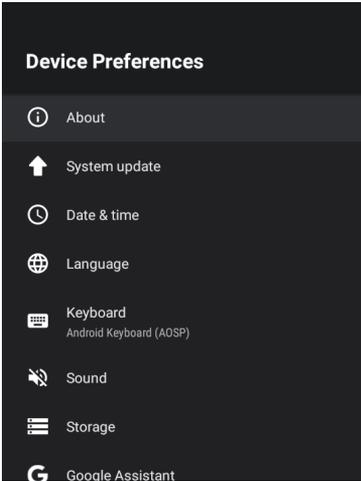 Device Preferences
About
System update
Date & time
Language
Keyboard
Android Keyboard (AOSP)
Sound
Storage
Google Assistant